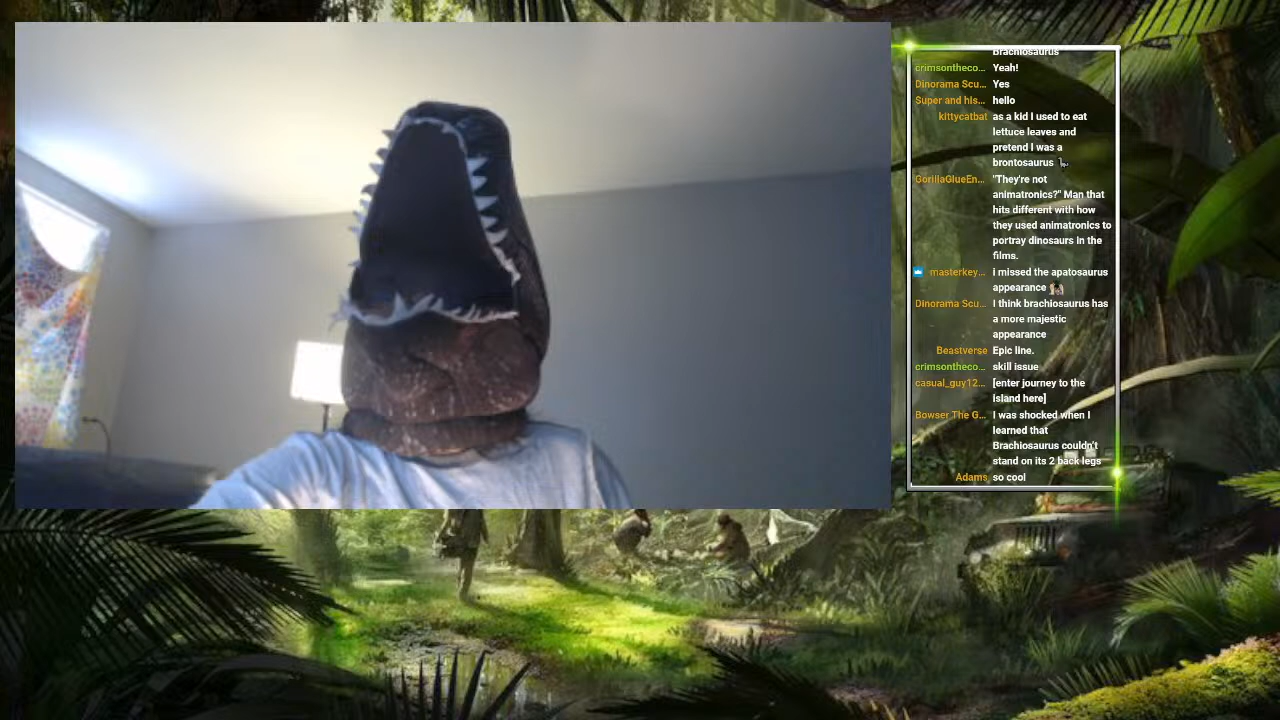 Brachiosaurus
crimsontheco... Yeah!
Dinorama Scu... Yes
Super and his... hello
kittycatbat as a kid I used to eat
lettuce leaves and
pretend I was a
brontosaurus
GorillaGlueEn... "They're not
animatronics?" Man that
hits different with how
they used animatronics to
portray dinosaurs in the
films.
masterkey... I missed the apatosaurus
appearance
Dinorama Scu... I think brachiosaurus has
a more majestic
appearance
Beastverse Epic line.
crimsontheco... skill issue
casual_guy12... [enter journey to the
island here]
Bowser The G... I was shocked when I
learned that
Brachiosaurus couldn't
stand on its 2 back legs
Adams so cool